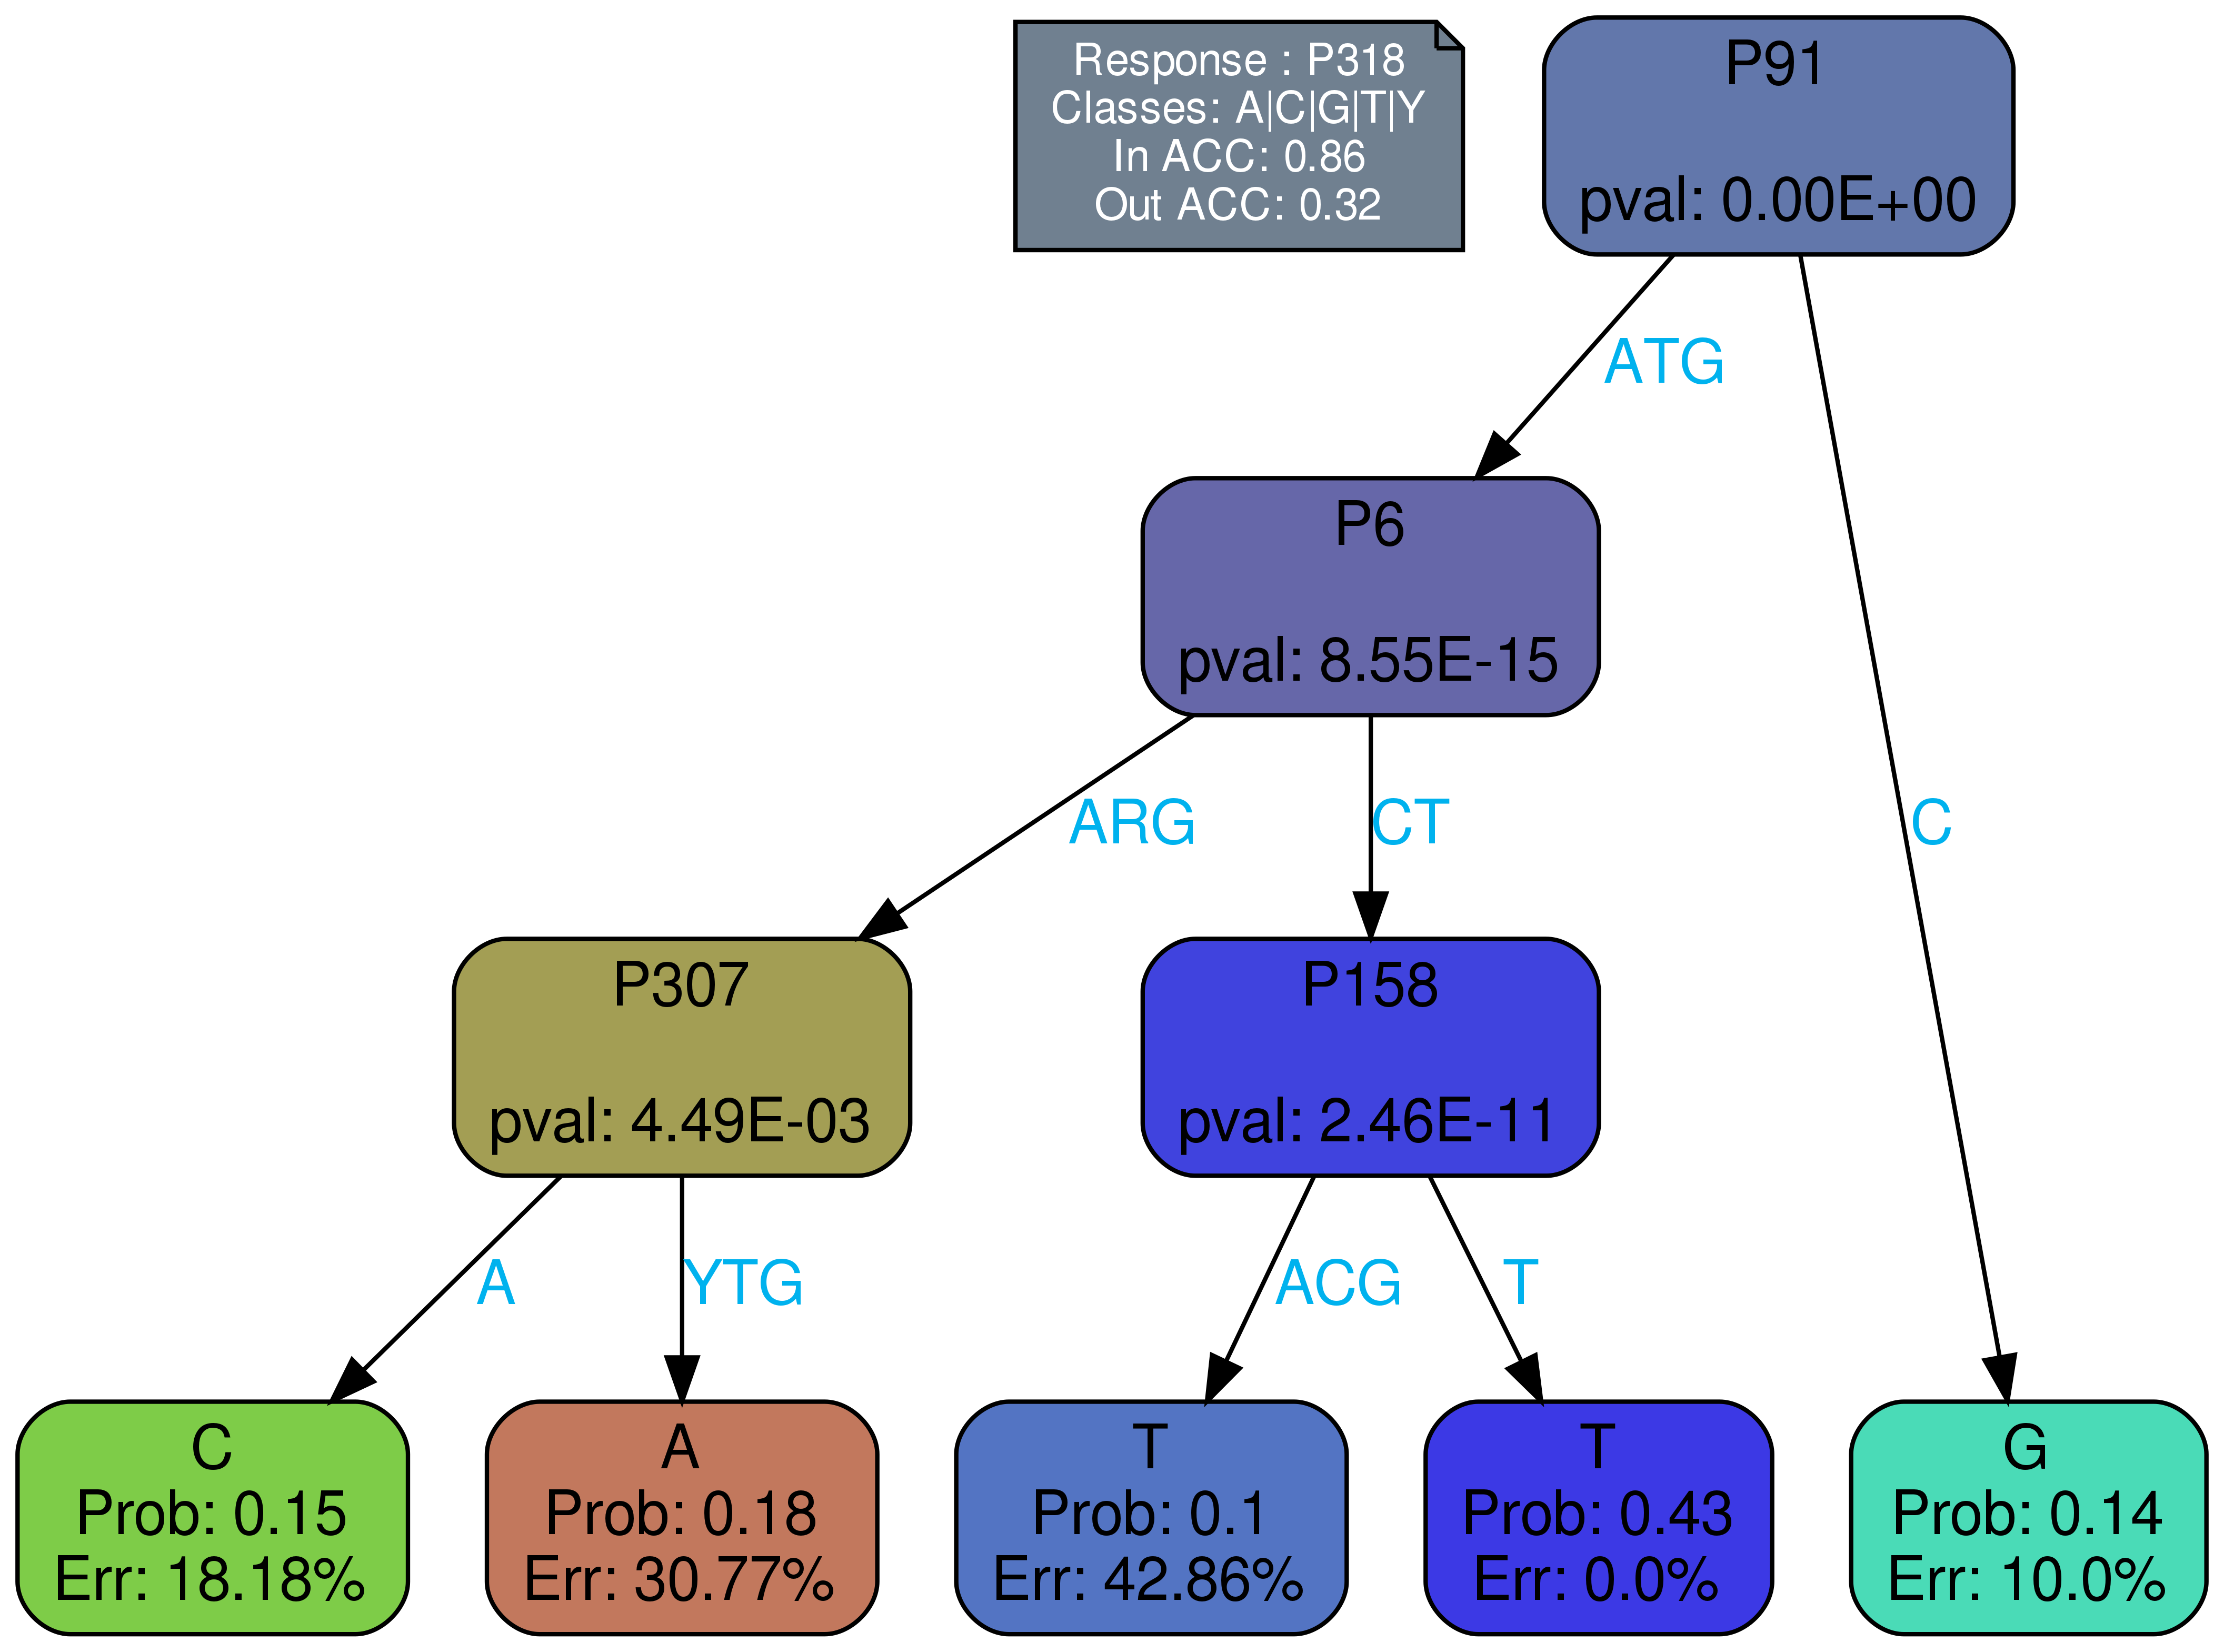 Response : P318
Classes: A|C|G|T|Y
In ACC: 0.86
Out ACC: 0.32
P91
pval: 0.00E+00
ATG
P6
pval: 8.55E-15
ARG
CT
C
P307
pval: 4.49E-03
P158
pval: 2.46E-11
A
YTG
ACG
T
C
Prob: 0.15
Err: 18.18%
A
Prob: 0.18
Err: 30.77%
T
Prob: 0.1
Err: 42.86%
T
Prob: 0.43
Err: 0.0%
G
Prob: 0.14
Err: 10.0%